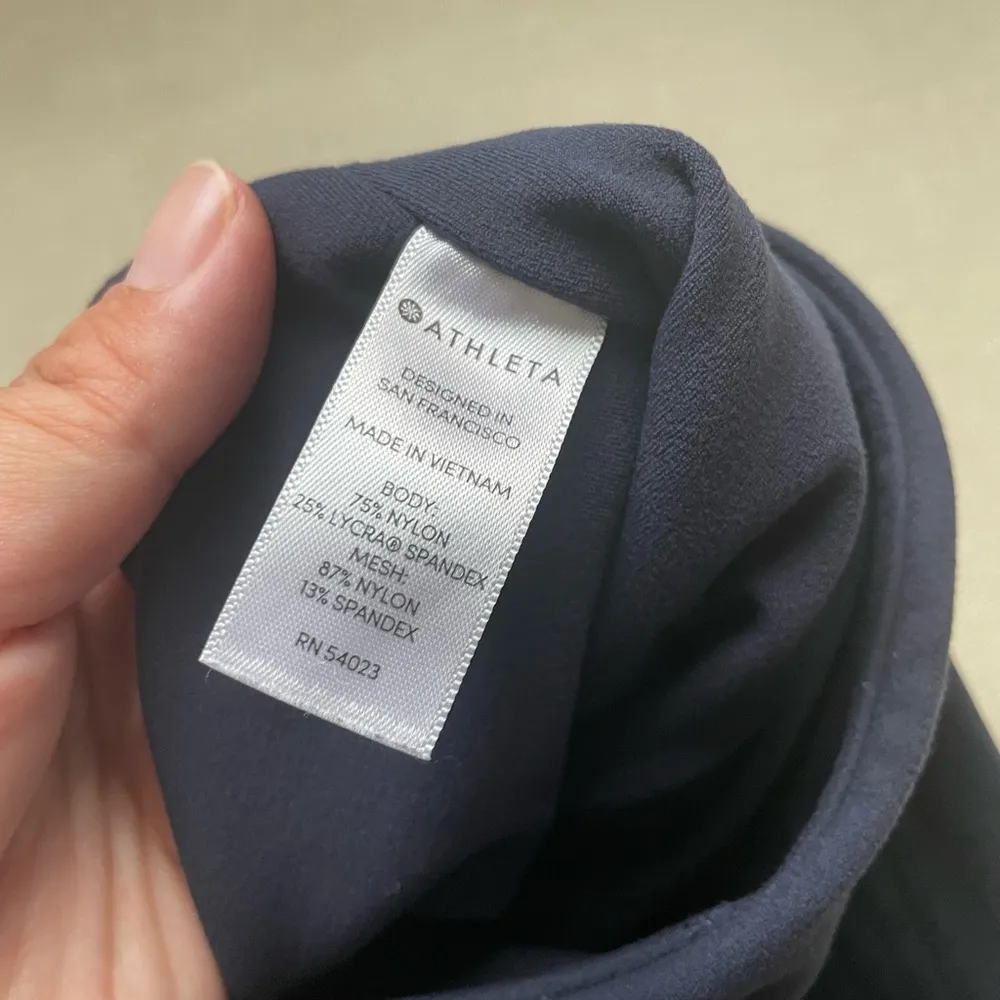 ATHLETA
DESIGNED IN
SAN FRANCISCO
MADE IN VIETNAM
BODY:
75% NYLON
25% LYCRA® SPANDEX
MESH:
87% NYLON
13% SPANDEX
RN 54023